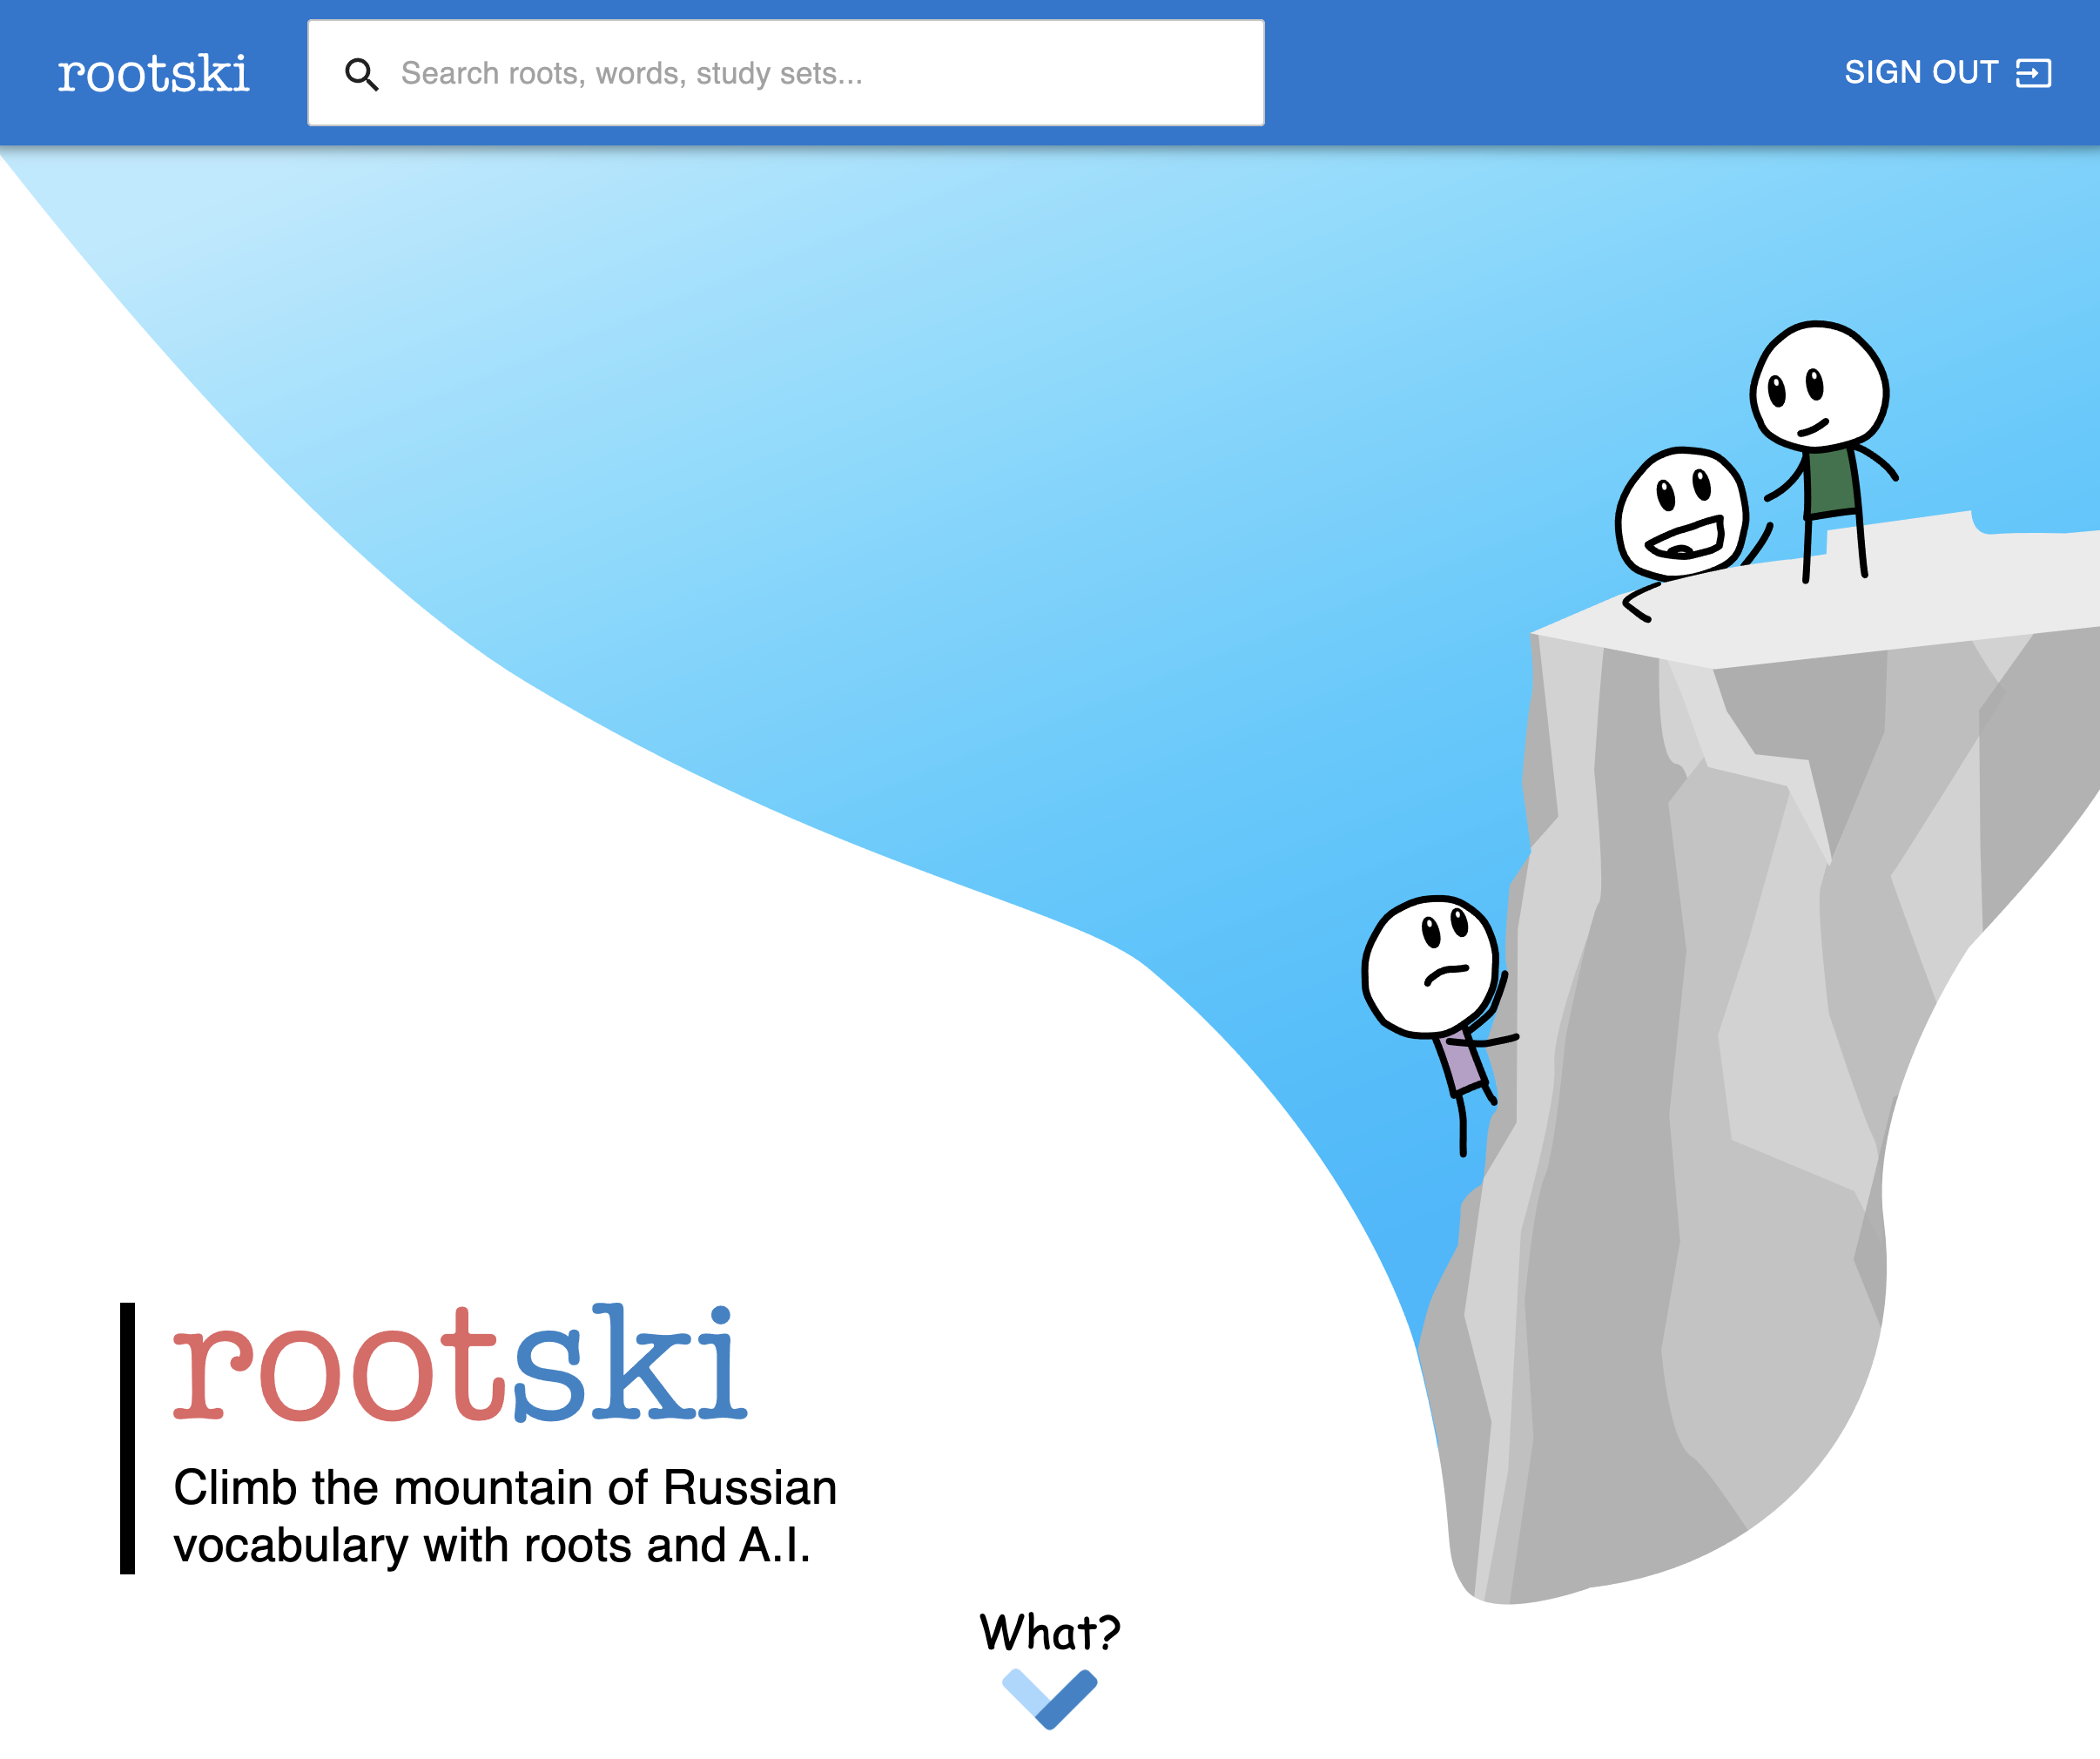 rootski
Search roots, words, study sets...
SIGN OUT
rootski
Climb the mountain of Russian
vocabulary with roots and A.I.
What?